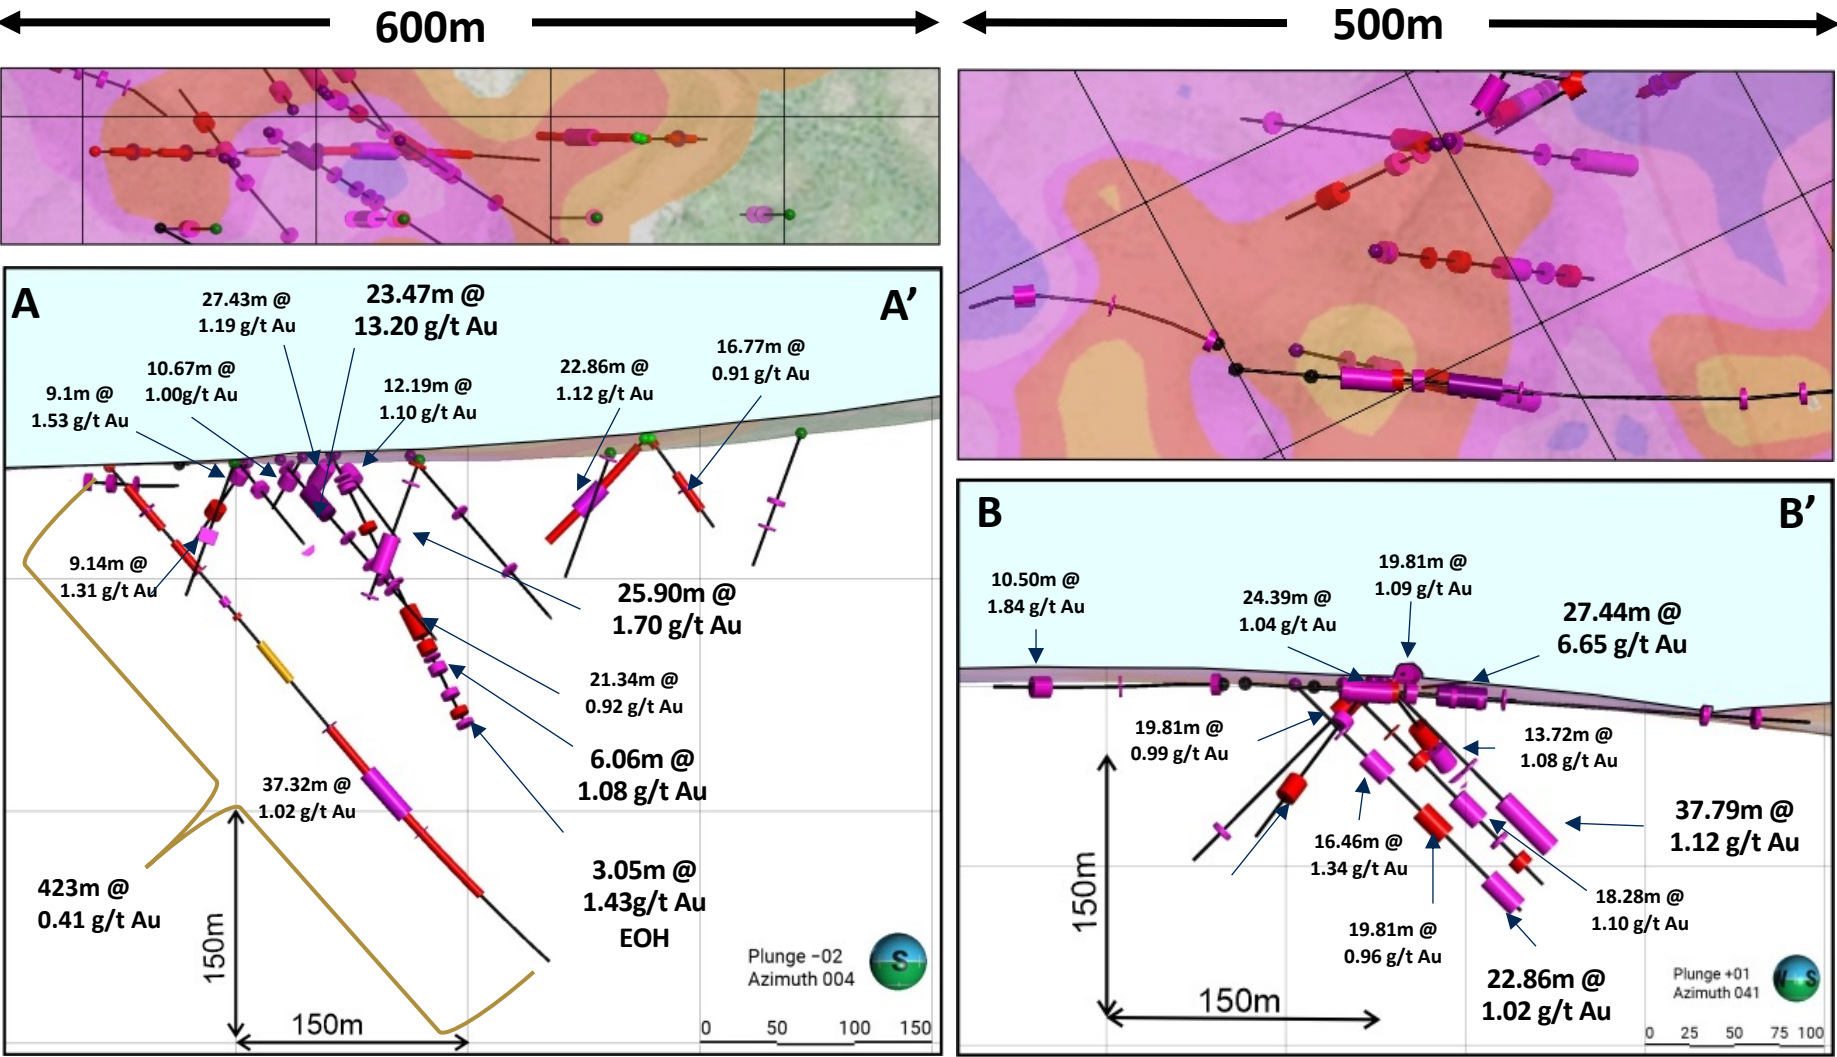 600m
500m
A
A’
27.43m @
1.19 g/t Au
23.47m @
13.20 g/t Au
10.67m @
1.00g/t Au
9.1m @
1.53 g/t Au
12.19m @
1.10 g/t Au
22.86m @
1.12 g/t Au
16.77m @
0.91 g/t Au
9.14m @
1.31 g/t Au
25.90m @
1.70 g/t Au
21.34m @
0.92 g/t Au
6.06m @
1.08 g/t Au
37.32m @
1.02 g/t Au
3.05m @
1.43g/t Au
EOH
423m @
0.41 g/t Au
150m
150m
Plunge −02
Azimuth 004
S
0 50 100 150
B
B’
10.50m @
1.84 g/t Au
24.39m @
1.04 g/t Au
19.81m @
1.09 g/t Au
27.44m @
6.65 g/t Au
19.81m @
0.99 g/t Au
13.72m @
1.08 g/t Au
16.46m @
1.34 g/t Au
37.79m @
1.12 g/t Au
18.28m @
1.10 g/t Au
19.81m @
0.96 g/t Au
22.86m @
1.02 g/t Au
150m
150m
Plunge +01
Azimuth 041
W S
0 25 50 75 100